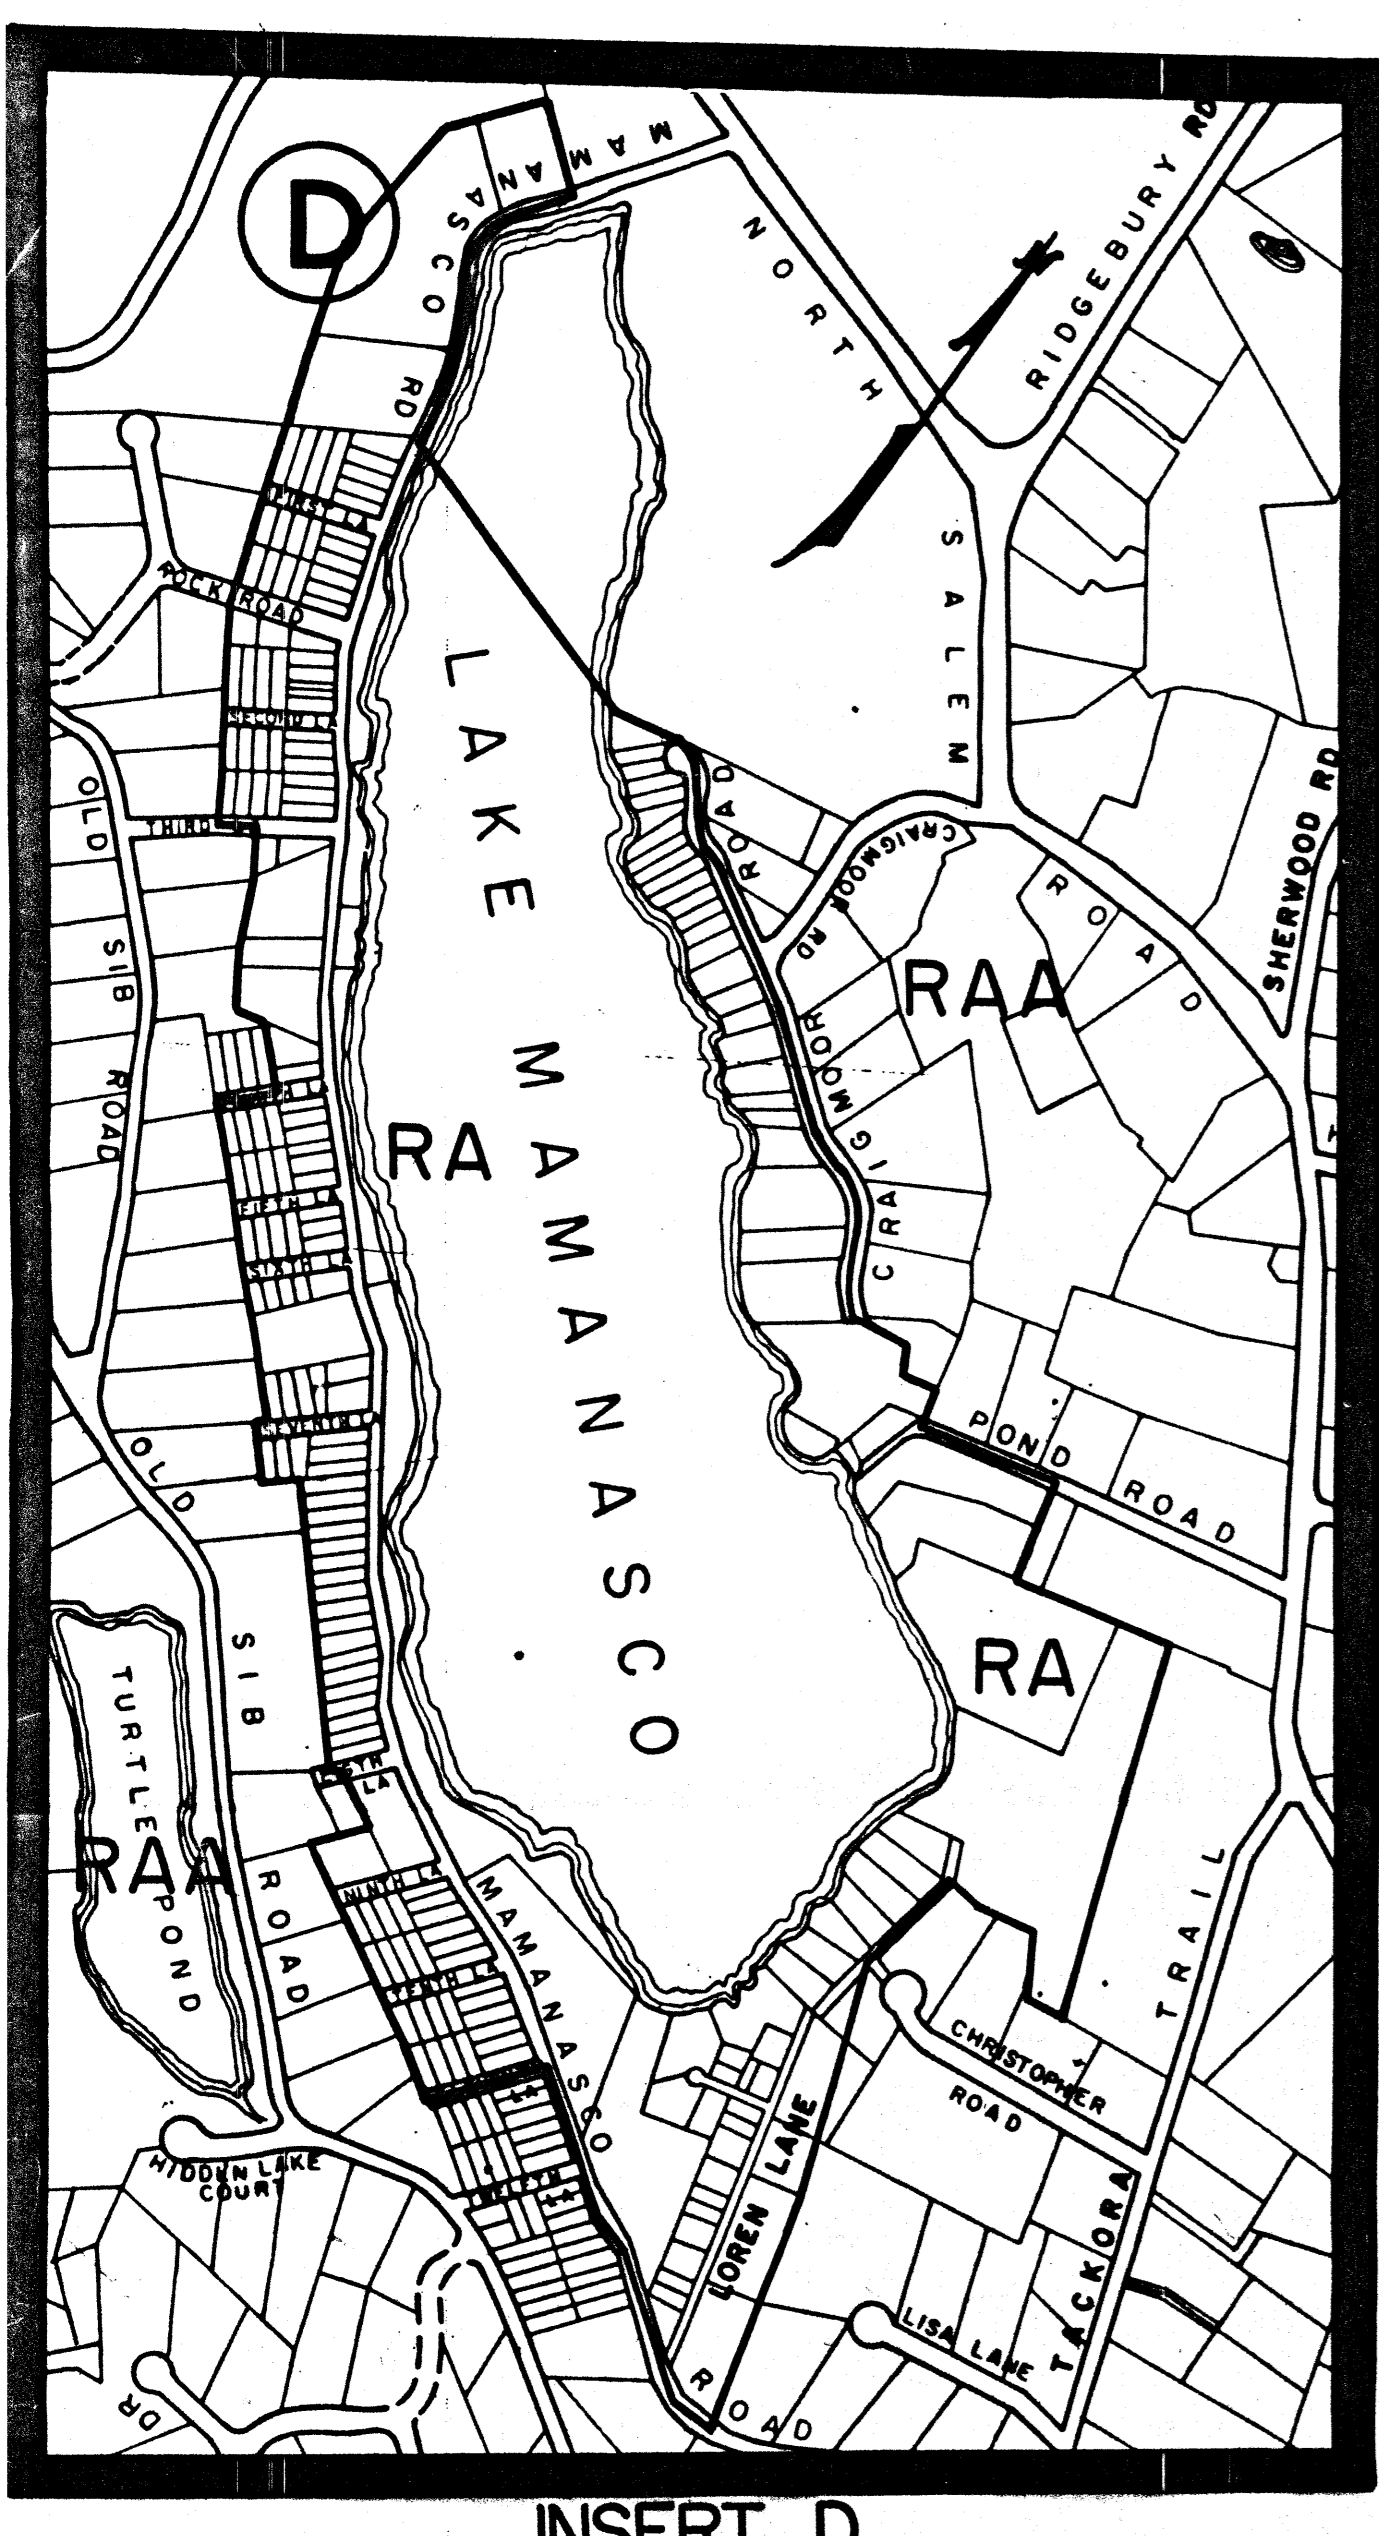 D
MAMANASCO RD
NORTH SALEM ROAD
RIDGEBURY RD
N
FIRST LA
ROCK ROAD
SECOND LA
THIRD LA
OLD SIB ROAD
LAKE MAMANASCO
ROAD
CRAIGMOOR RD
CRAIGMOOR
SHERWOOD RD
RAA
RA
LA
FIFTH LA
SIXTH LA
SEVENTH LA
POND ROAD
OLD SIB ROAD
RA
TURTLE POND
RAA
LA
NINTH LA
TENTH LA
LA
LA
MAMANASCO ROAD
HIDDEN LAKE
COURT
DR
LOREN LANE
CHRISTOPHER
ROAD
LISA LANE
TACKORA TRAIL
INSERT D